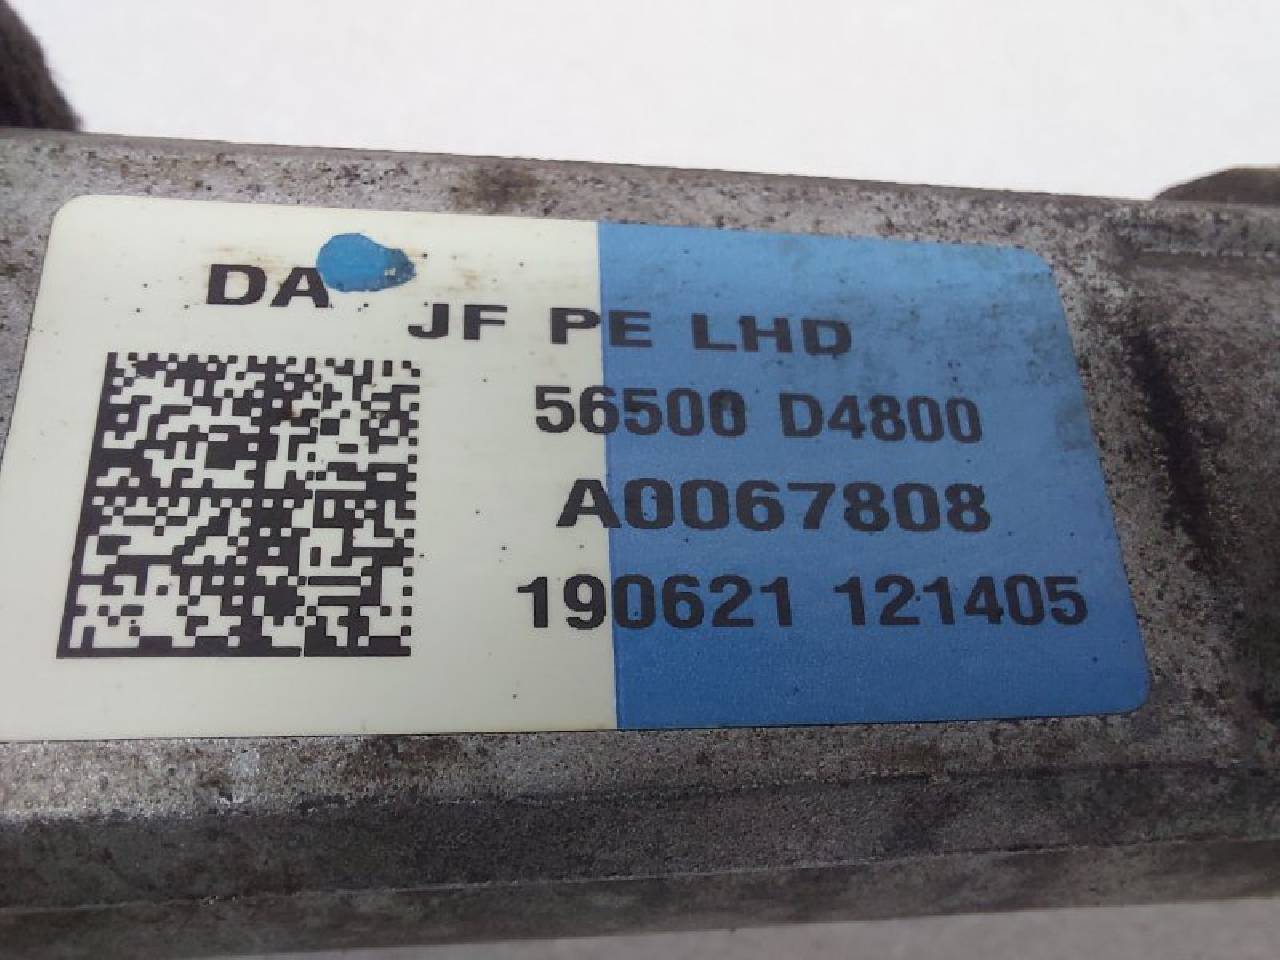 DA
JF PE LHD
56500 D4800
A0067808
190621 121405